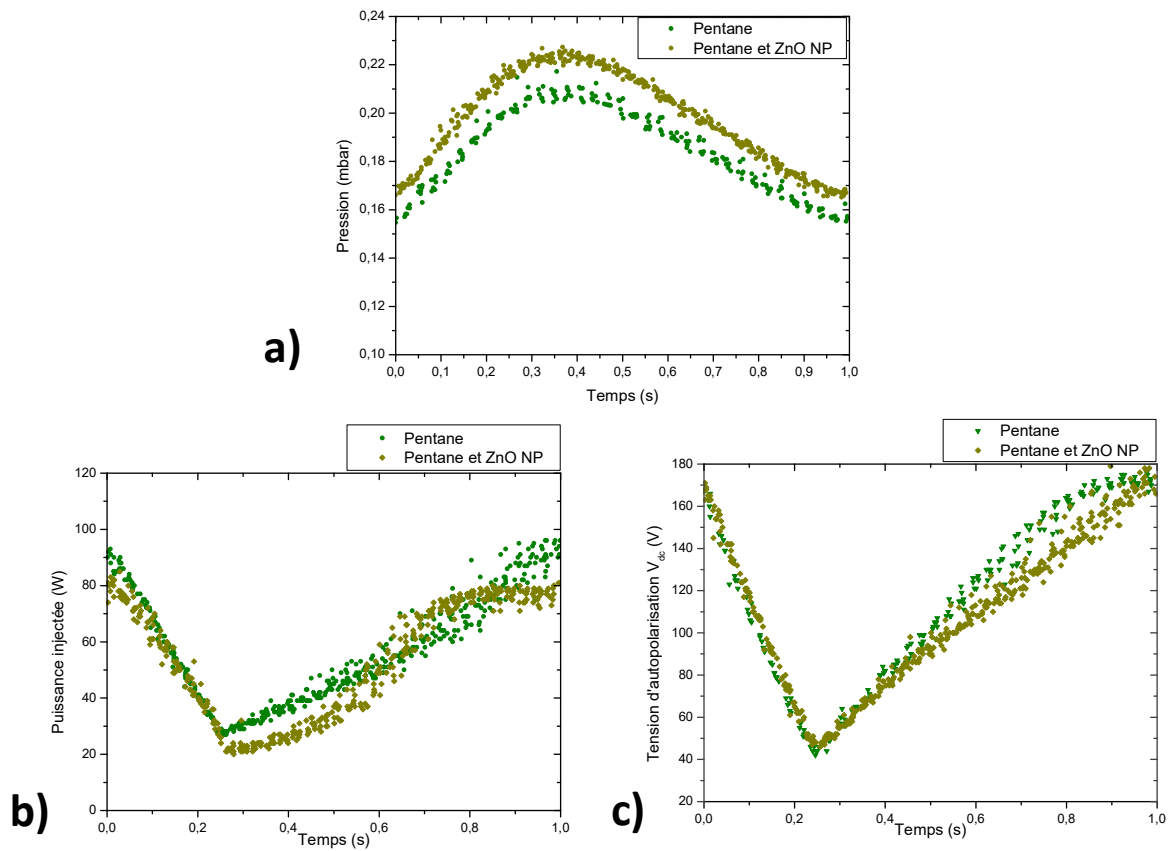 0,24
0,22
0,20
0,18
0,16
0,14
0,12
0,10
Pression (mbar)
Pentane
Pentane et ZnO NP
0,0 0,1 0,2 0,3 0,4 0,5 0,6 0,7 0,8 0,9 1,0
Temps (s)
a)
Pentane
Pentane et ZnO NP
120
100
80
60
40
20
0
Puissance injectée (W)
0,0 0,2 0,4 0,6 0,8 1,0
Temps (s)
b)
Pentane
Pentane et ZnO NP
180
160
140
120
100
80
60
40
20
Tension d'autopolarisation Vdc (V)
0,0 0,2 0,4 0,6 0,8 1,0
Temps (s)
c)